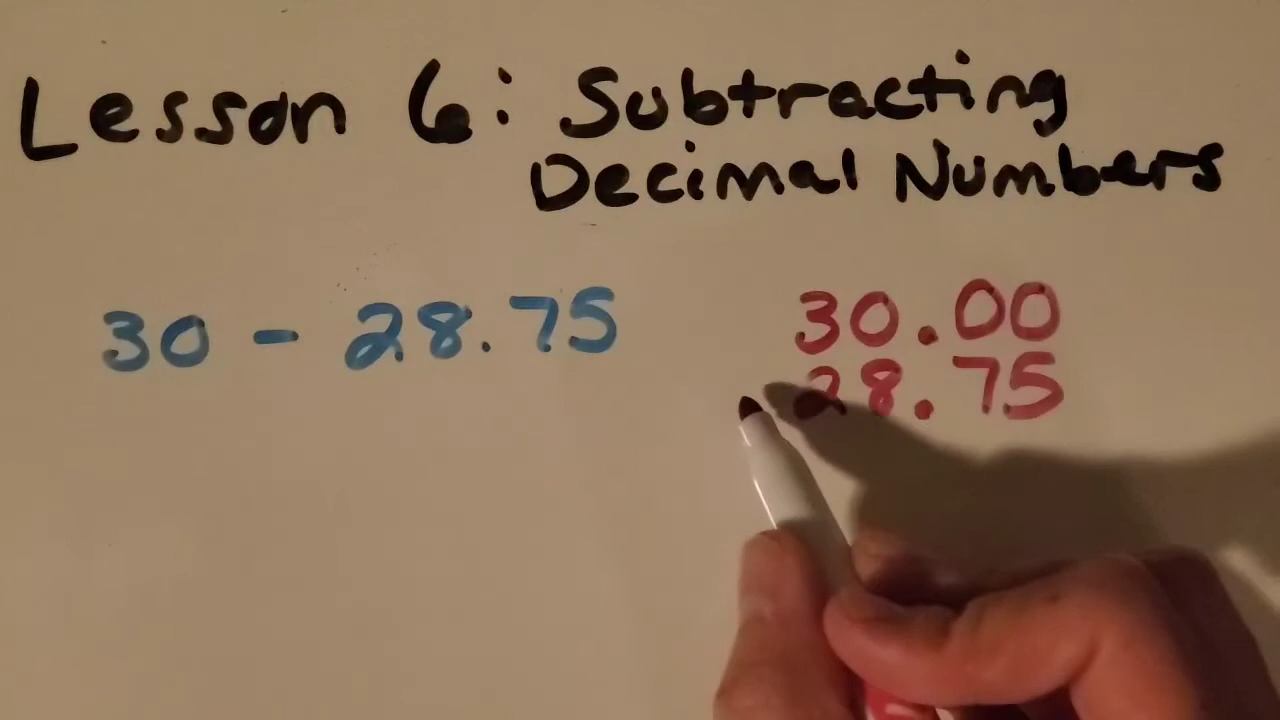 Lesson 6: Subtracting
Decimal Numbers
30 - 28.75
30.00
28.75